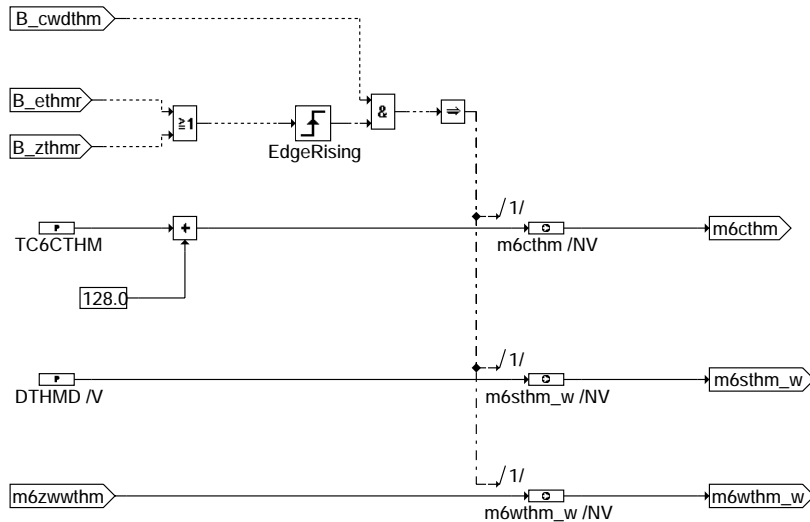 B_cwdthm
B_ethmr
≧1
&
⇒
B_zthmr
EdgeRising
/1/
P
+
m6cthm
TC6CTHM
m6cthm /NV
128.0
/1/
P
m6sthm_w
DTHMD /V
m6sthm_w /NV
/1/
m6zwwthm
m6wthm_w
m6wthm_w /NV